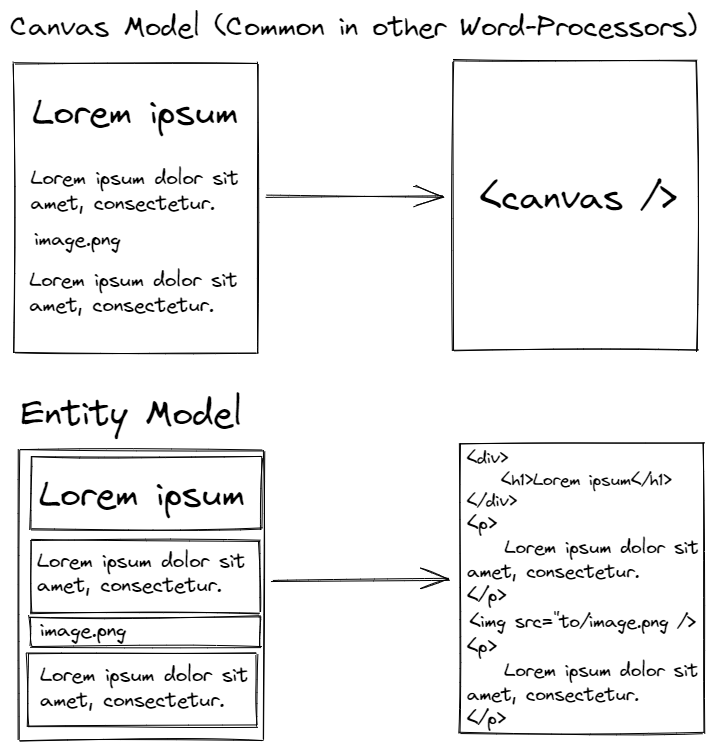 Canvas Model (Common in other Word-Processors)
Lorem ipsum
Lorem ipsum dolor sit
amet, consectetur.
image.png
Lorem ipsum dolor sit
amet, consectetur.
<canvas />
Entity Model
Lorem ipsum
Lorem ipsum dolor sit
amet, consectetur.
image.png
Lorem ipsum dolor sit
amet, consectetur.
<div>
<h1>Lorem ipsum</h1>
</div>
<p>
Lorem ipsum dolor sit
amet, consectetur.
</p>
<img src="to/image.png />
<p>
Lorem ipsum dolor sit
amet, consectetur.
</p>